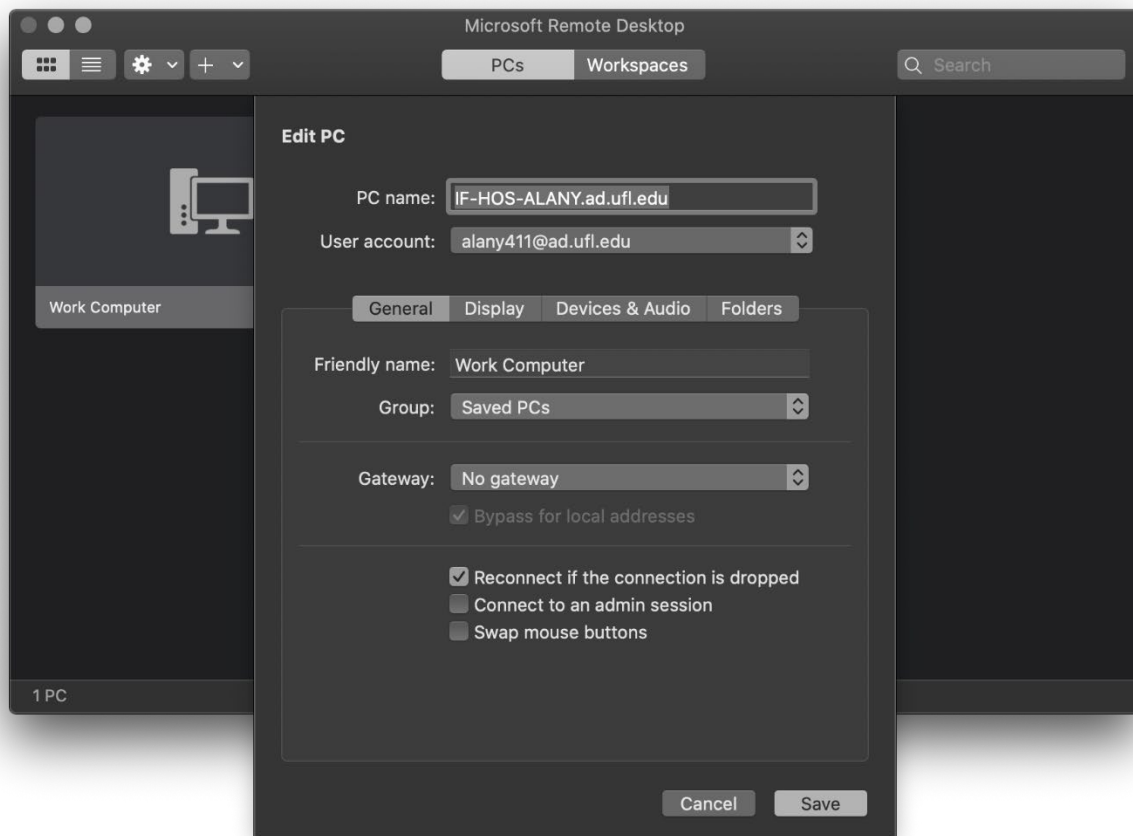 Microsoft Remote Desktop
PCs Workspaces Search
Edit PC
PC name: IF-HOS-ALANY.ad.ufl.edu
User account: alany411@ad.ufl.edu
Work Computer
General Display Devices & Audio Folders
Friendly name: Work Computer
Group: Saved PCs
Gateway: No gateway
Bypass for local addresses
Reconnect if the connection is dropped
Connect to an admin session
Swap mouse buttons
1 PC
Cancel Save